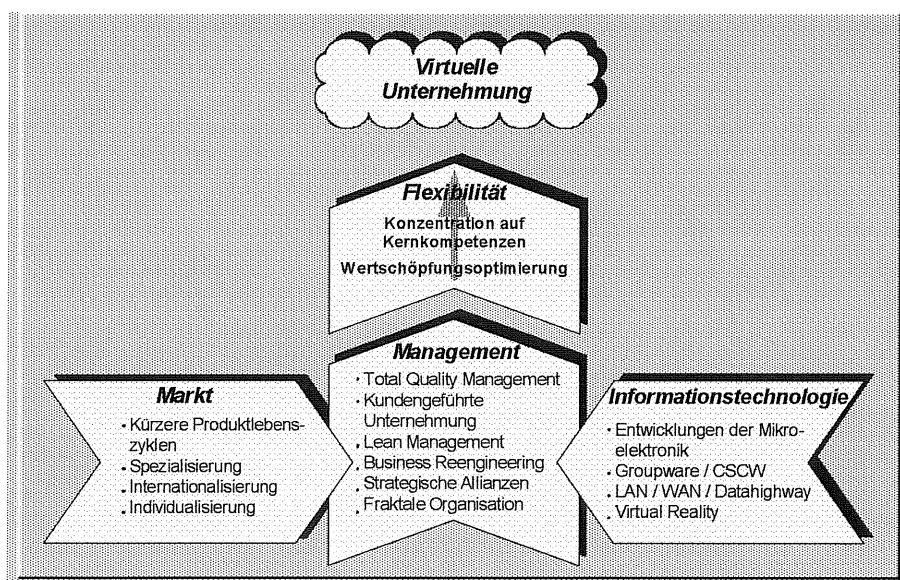 Virtuelle
Unternehmung
Flexibilität
Konzentration auf
Kernkompetenzen
Wertschöpfungsoptimierung
Markt
· Kürzere Produktlebens-
zyklen
· Spezialisierung
· Internationalisierung
· Individualisierung
Management
· Total Quality Management
· Kundengeführte
Unternehmung
· Lean Management
· Business Reengineering
· Strategische Allianzen
· Fraktale Organisation
Informationstechnologie
· Entwicklungen der Mikro-
elektronik
· Groupware / CSCW
· LAN / WAN / Datahighway
· Virtual Reality